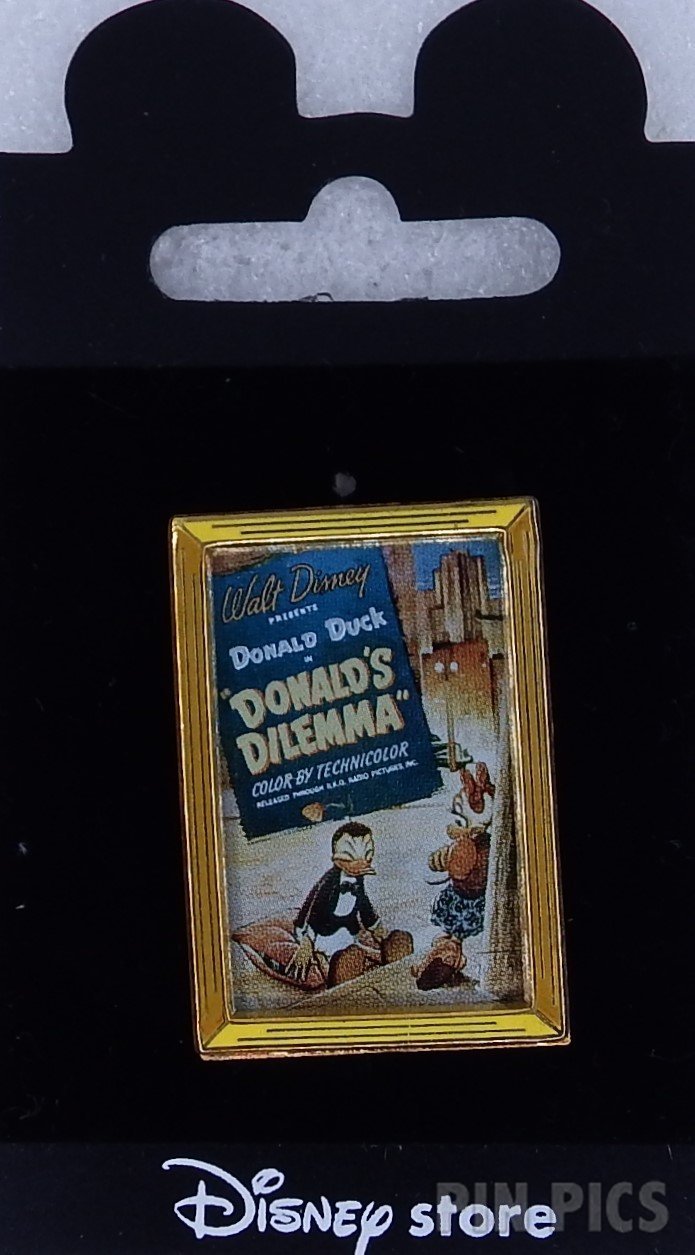 Walt Disney
PRESENTS
DONALD DUCK
IN
"DONALD'S
DILEMMA"
COLOR BY TECHNICOLOR
RELEASED THROUGH R.K.O. RADIO PICTURES, INC.
Disney store
PIN PICS